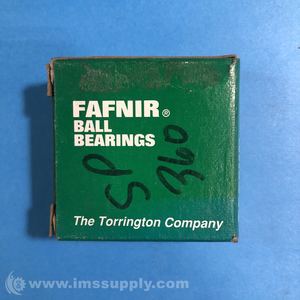 FAFNIR®
BALL
BEARINGS
SP
360
The Torrington Company
© www.imssupply.com